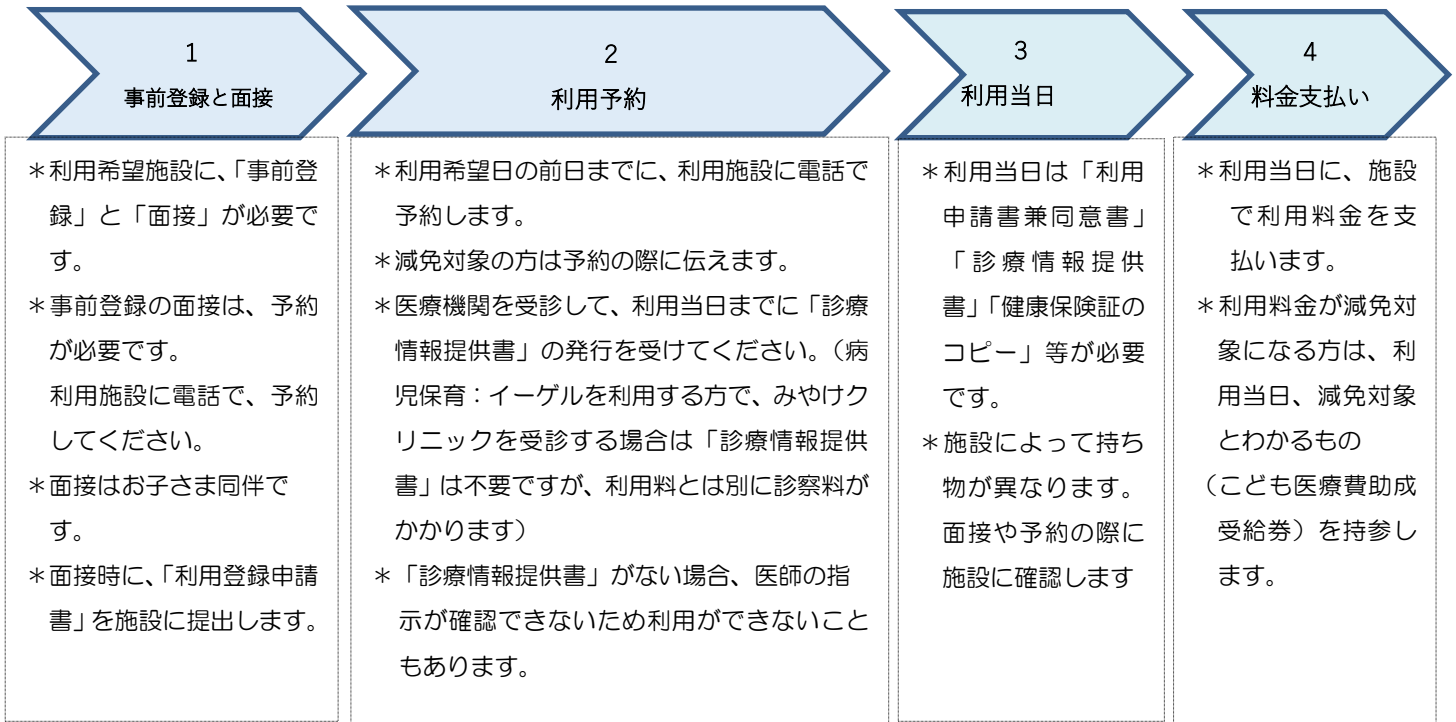 1
事前登録と面接
＊利用希望施設に、「事前登
録」と「面接」が必要で
す。
＊事前登録の面接は、予約
が必要です。
利用施設に電話で、予約
してください。
＊面接はお子さま同伴で
す。
＊面接時に、「利用登録申請
書」を施設に提出します。
2
利用予約
＊利用希望日の前日までに、利用施設に電話で
予約します。
＊減免対象の方は予約の際に伝えます。
＊医療機関を受診して、利用当日までに「診療
情報提供書」の発行を受けてください。（病
児保育：イーゲルを利用する方で、みやけク
リニックを受診する場合は「診療情報提供
書」は不要ですが、利用料とは別に診察料が
かかります）
＊「診療情報提供書」がない場合、医師の指
示が確認できないため利用ができないこと
もあります。
3
利用当日
＊利用当日は「利用
申請書兼同意書」
「診療情報提供
書」「健康保険証の
コピー」等が必要
です。
＊施設によって持ち
物が異なります。
面接や予約の際に
施設に確認します
4
料金支払い
＊利用当日に、施設
で利用料金を支
払います。
＊利用料金が減免対
象になる方は、利
用当日、減免対象
とわかるもの
（こども医療費助成
受給券）を持参し
ます。